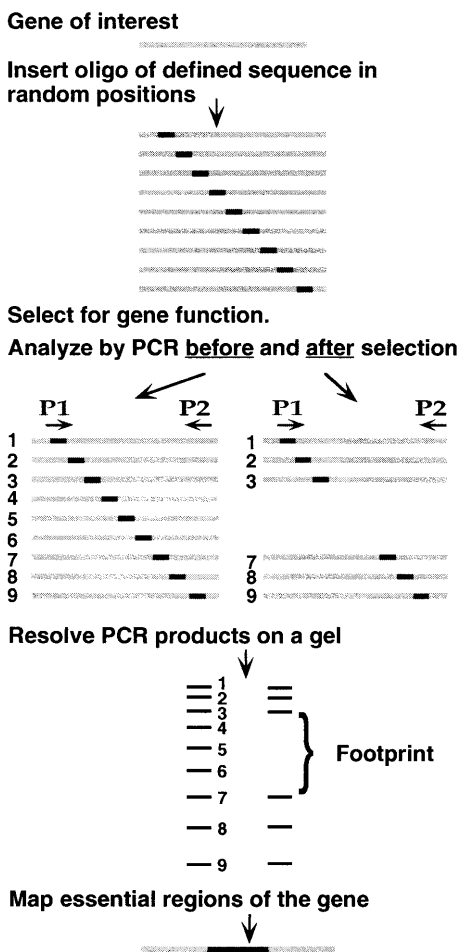 Gene of interest
Insert oligo of defined sequence in
random positions
Select for gene function.
Analyze by PCR before and after selection
P1 P2 P1 P2
1 1
2 2
3 3
4
5
6
7 7
8 8
9 9
Resolve PCR products on a gel
1
2
3
4
5
6
7
8
9
Footprint
Map essential regions of the gene